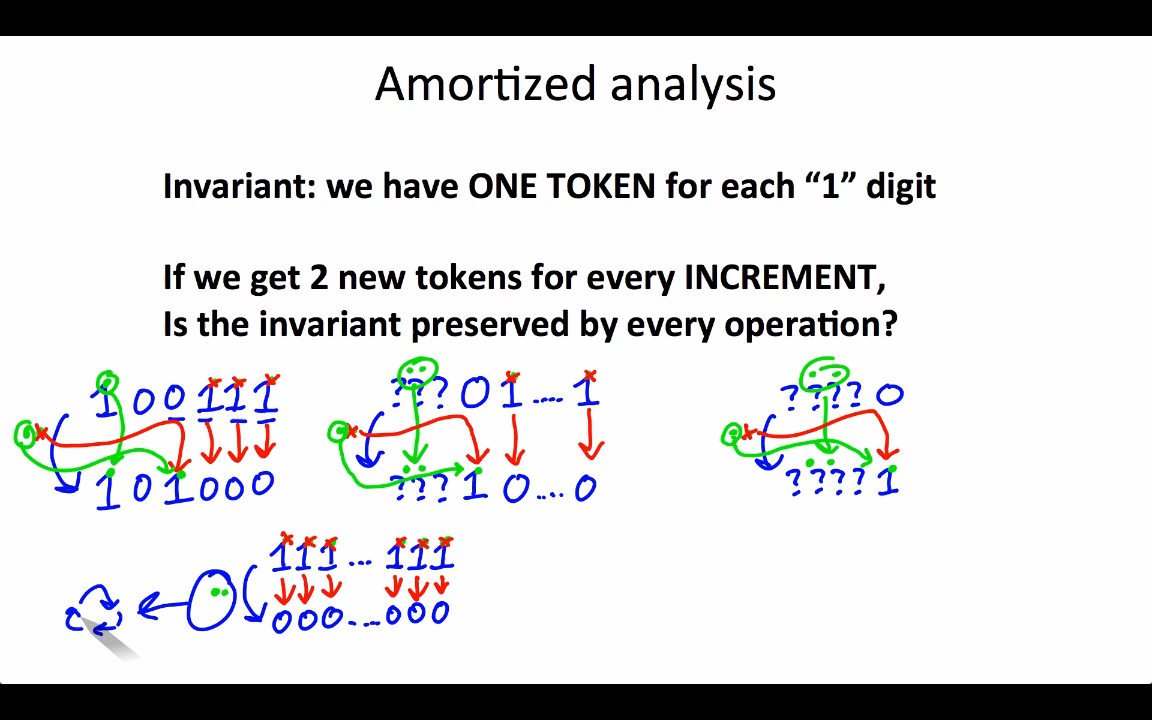 Amortized analysis
Invariant: we have ONE TOKEN for each “1” digit
If we get 2 new tokens for every INCREMENT,
Is the invariant preserved by every operation?
100111 ???01....1 ????0
101000 ???10....0 ????1
111...111
000...000